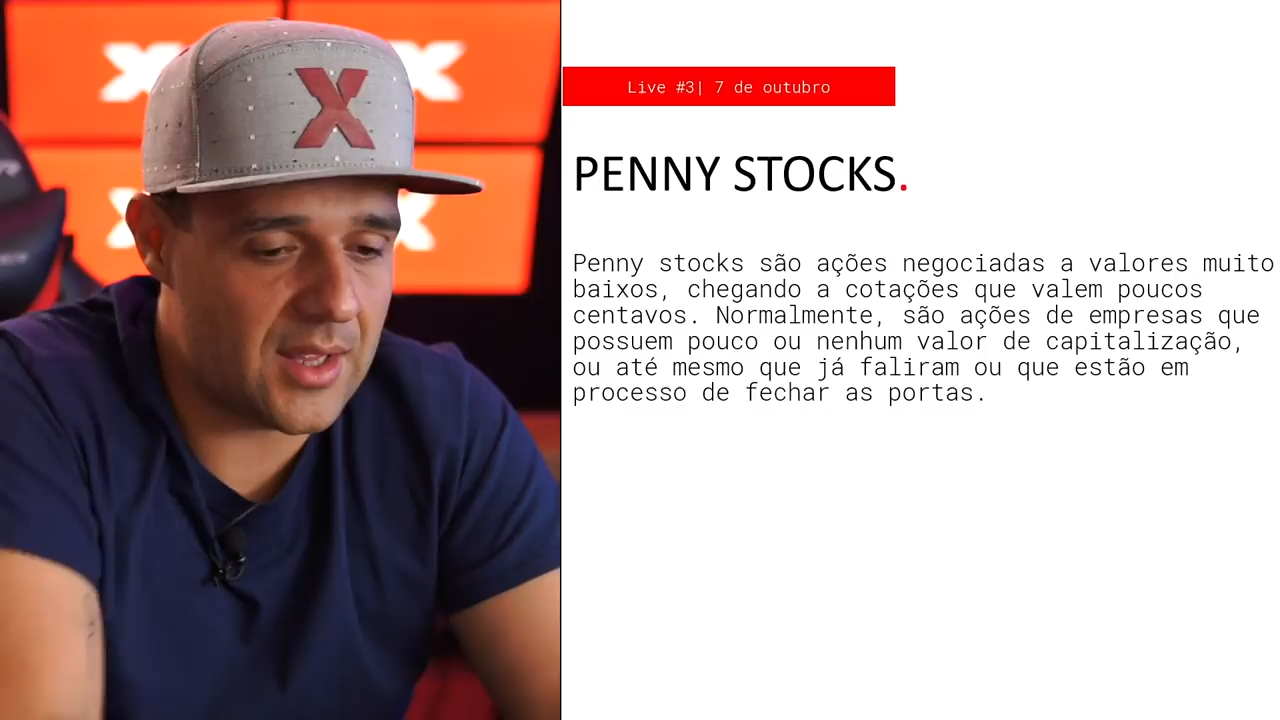 Live #3| 7 de outubro
PENNY STOCKS.
Penny stocks são ações negociadas a valores muito
baixos, chegando a cotações que valem poucos
centavos. Normalmente, são ações de empresas que
possuem pouco ou nenhum valor de capitalização,
ou até mesmo que já faliram ou que estão em
processo de fechar as portas.
X